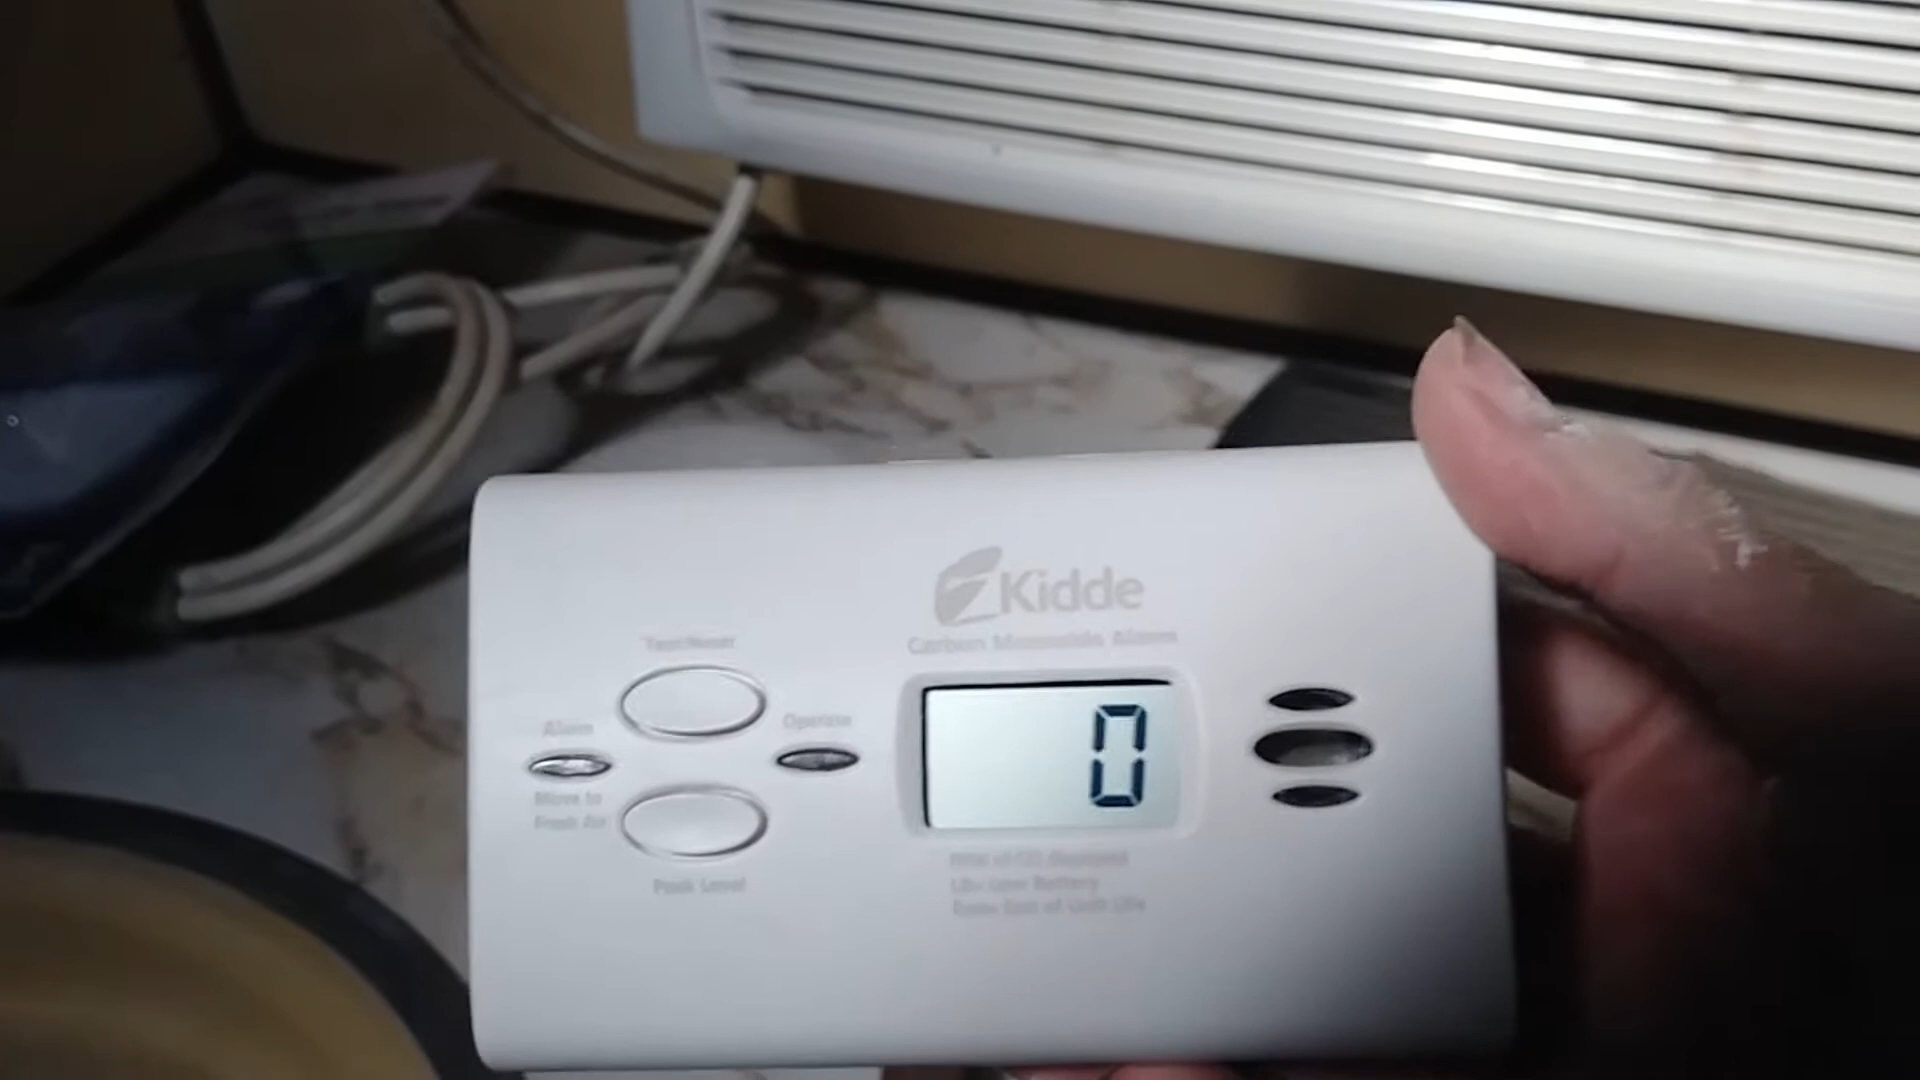 Kidde
Carbon Monoxide Alarm
Test/Reset
Alarm
Operate
0
Move to
Fresh Air
Peak Level
PPM of CO displayed
LB= Low Battery
End of Unit Life